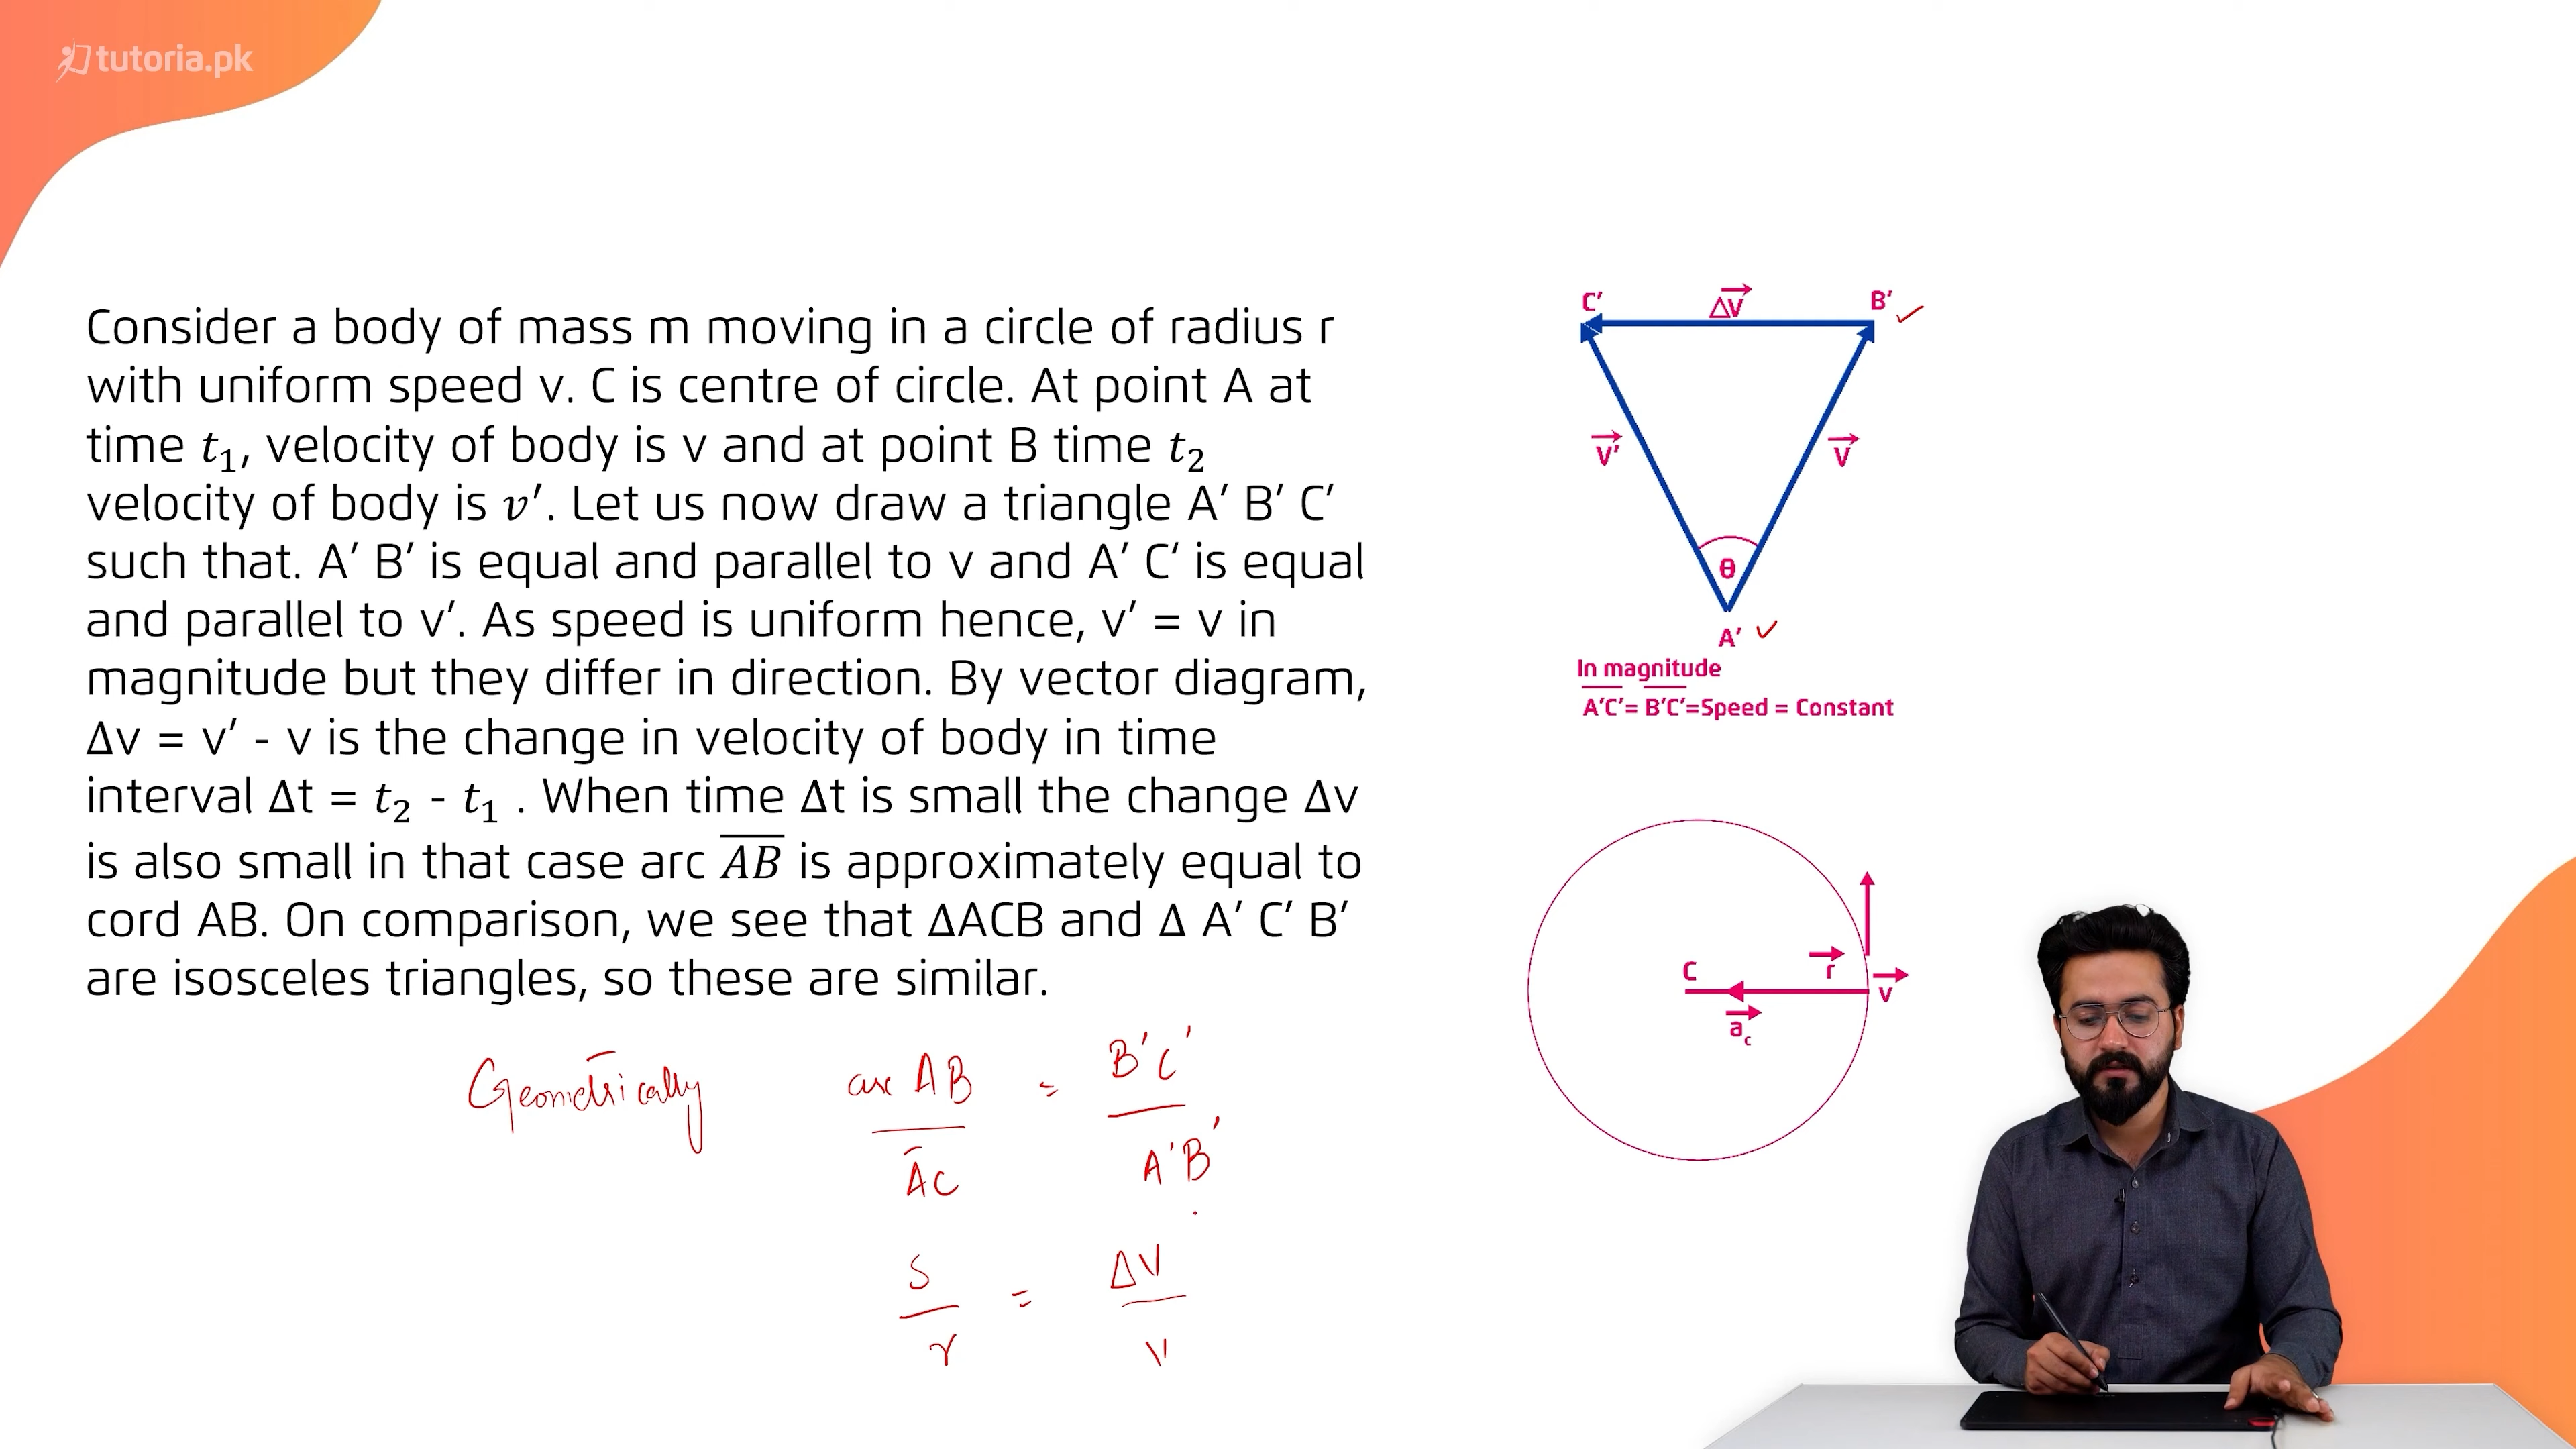 tutoria.pk
Consider a body of mass m moving in a circle of radius r
with uniform speed v. C is centre of circle. At point A at
time t₁, velocity of body is v and at point B time t₂
velocity of body is v′. Let us now draw a triangle A′ B′ C′
such that. A′ B′ is equal and parallel to v and A′ C‘ is equal
and parallel to v′. As speed is uniform hence, v′ = v in
magnitude but they differ in direction. By vector diagram,
Δv = v′ - v is the change in velocity of body in time
interval Δt = t₂ - t₁ . When time Δt is small the change Δv
is also small in that case arc A̅B̅ is approximately equal to
cord AB. On comparison, we see that ΔACB and Δ A′ C′ B′
are isosceles triangles, so these are similar.
Geometrically arc AB = B′C′
A̅C A′B′
S = ΔV
r v
C′ ΔV⃗ B′ ✓
V⃗′ V⃗
θ
A′ ✓
In magnitude
A′C′= B′C′=Speed = Constant
C r⃗ v⃗
a⃗c